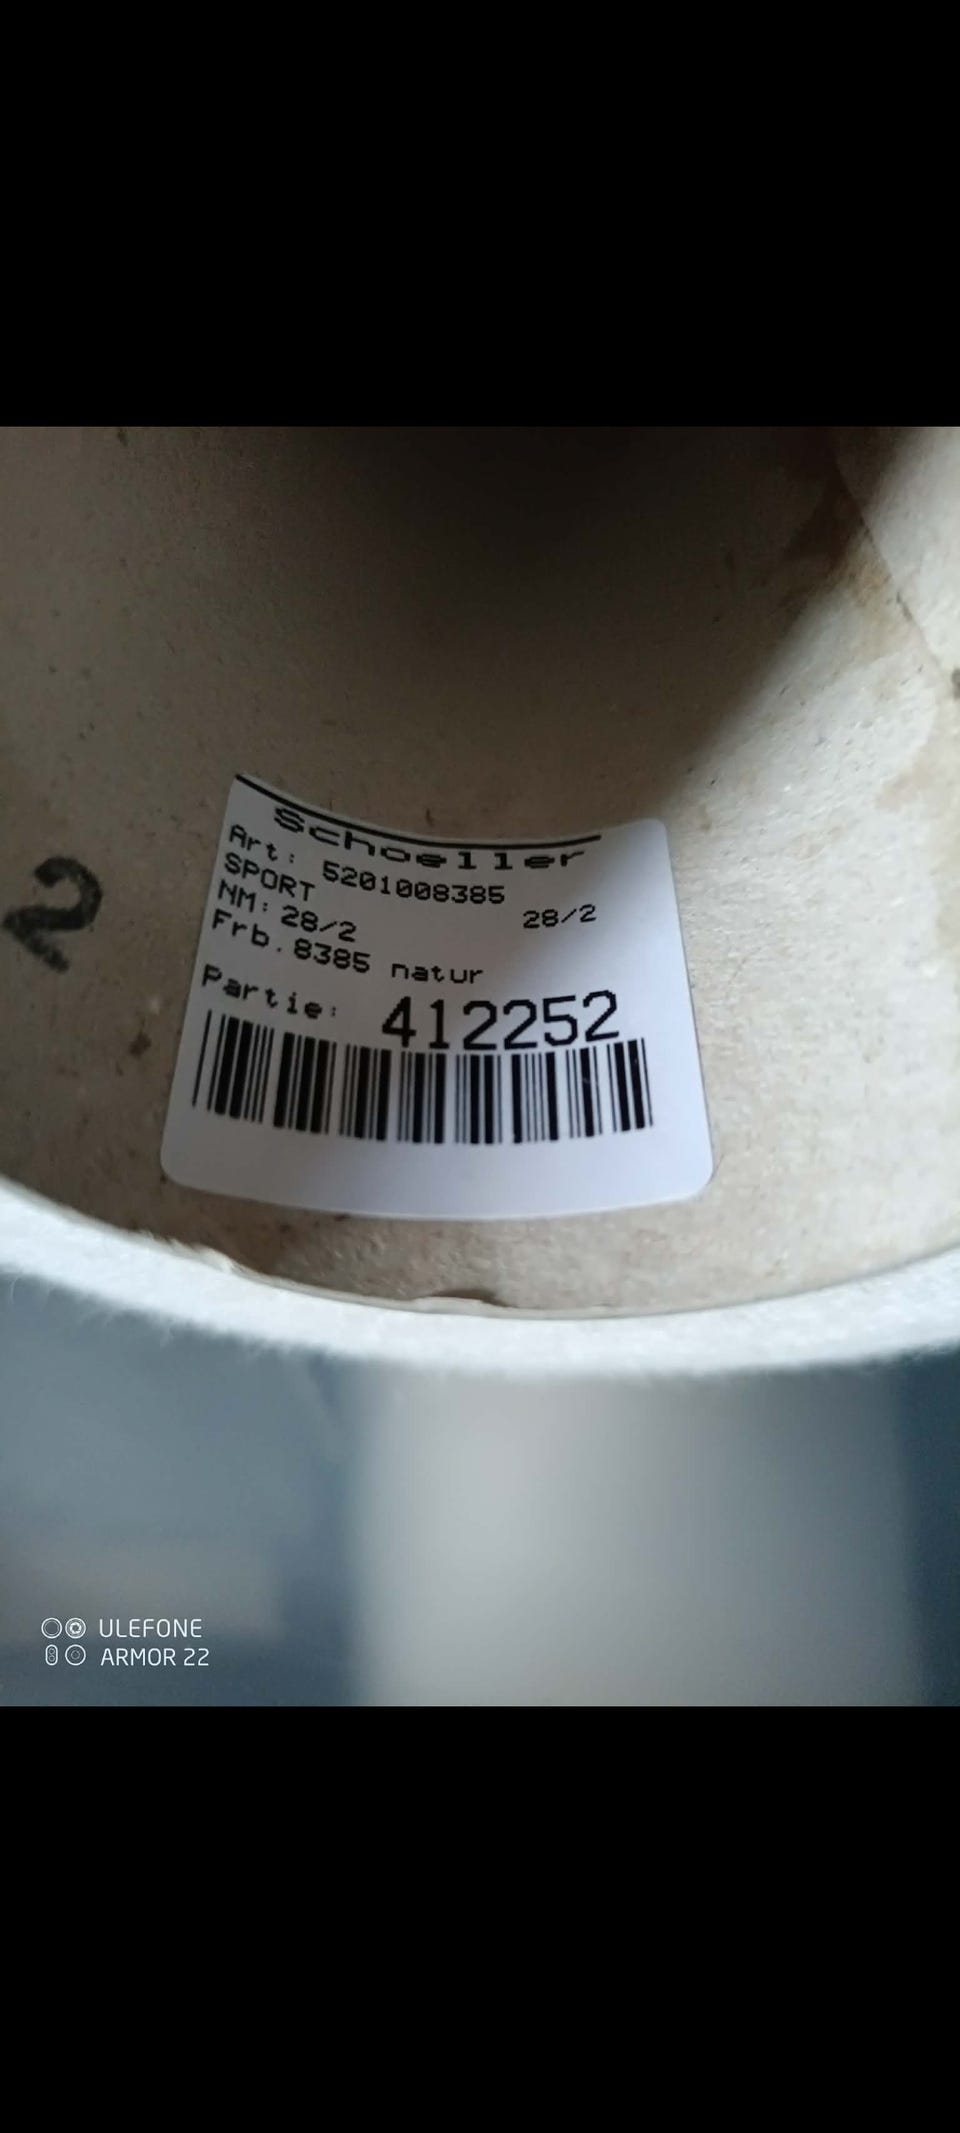 Schoeller
Art: 5201008385
SPORT 28/2
NM: 28/2
Frb.8385 natur
Partie: 412252
2
ULEFONE
ARMOR 22